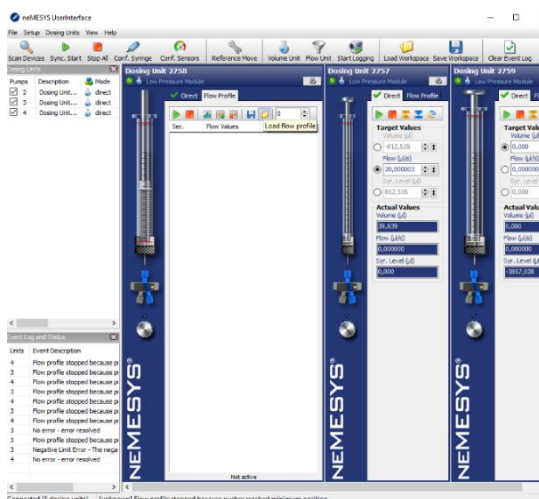 neMESYS UserInterface
File Setup Dosing Units View Help
Scan Devices Sync. Start Stop All Conf. Syringe Conf. Sensors Reference Move Volume Unit Flow Unit Start Logging Load Workspace Save Workspace Clear Event Log
Dosing Units
Pumps Description Mode
2 Dosing Unit... direct
3 Dosing Unit... direct
4 Dosing Unit... direct
Event Log and Status
Units Event Description
4 Flow profile stopped because p
3 Flow profile stopped because p
4 Flow profile stopped because p
3 Flow profile stopped because p
4 Flow profile stopped because p
4 Flow profile stopped because p
3 No error - error resolved
3 Flow profile stopped because p
3 Negative Limit Error - The nega
4 No error - error resolved
Dosing Unit 2758
Low Pressure Module
Direct Flow Profile
0
Sec. Flow Values
Load flow profile
Not active
NEMESYS®
Dosing Unit 2757
Low Pressure Module
Direct Flow Profile
Target Values
Volume (µl)
-812,535
Flow (µl/s)
20,000003
Syr. Level (µl)
812,535
Actual Values
Volume (µl)
39,839
Flow (µl/s)
0,000000
Syr. Level (µl)
0,000
NEMESYS®
Dosing Unit 2759
Low Pressure Module
Direct Flow P
Target Valu
Volume (µl
0,000
Flow (µl/s)
0,000000
Syr. Level (µ
0,000
Actual Valu
Volume (µl)
0,000
Flow (µl/s)
0,000000
Syr. Level (µl)
-3857,028
NEMESYS®
Flow profile stopped because pusher reached minimum position